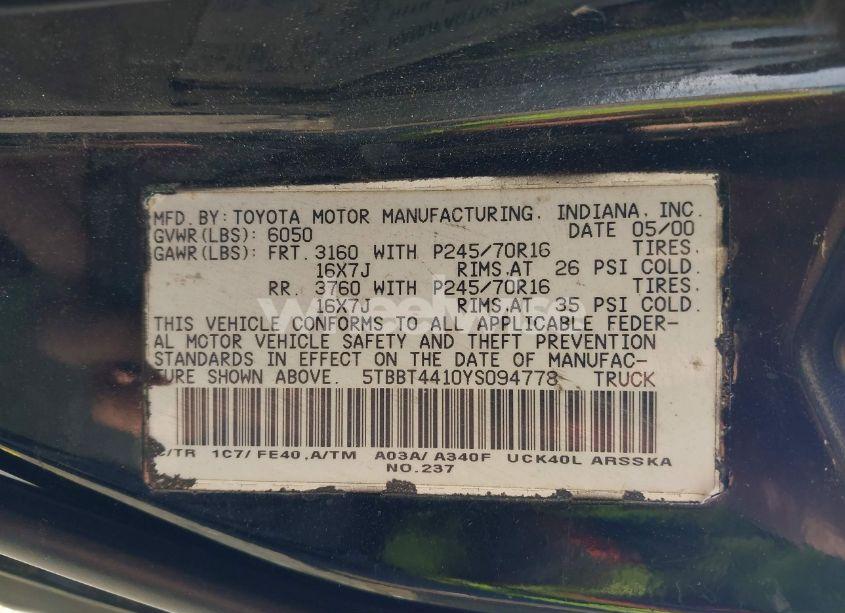 MFD. BY: TOYOTA MOTOR MANUFACTURING, INDIANA, INC.
GVWR(LBS): 6050 DATE 05/00
GAWR(LBS): FRT. 3160 WITH P245/70R16 TIRES.
16X7J RIMS,AT 26 PSI COLD.
RR. 3760 WITH P245/70R16 TIRES.
16X7J RIMS,AT 35 PSI COLD.
THIS VEHICLE CONFORMS TO ALL APPLICABLE FEDER-
AL MOTOR VEHICLE SAFETY AND THEFT PREVENTION
STANDARDS IN EFFECT ON THE DATE OF MANUFAC-
TURE SHOWN ABOVE. 5TBBT4410YS094778 TRUCK
C/TR 1C7/ FE40 ,A/TM A03A/ A340F UCK40L ARSSKA
NO.237